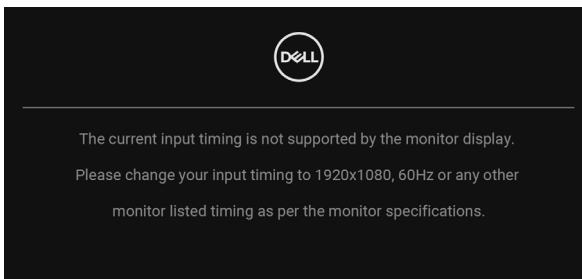 DELL
The current input timing is not supported by the monitor display.
Please change your input timing to 1920x1080, 60Hz or any other
monitor listed timing as per the monitor specifications.